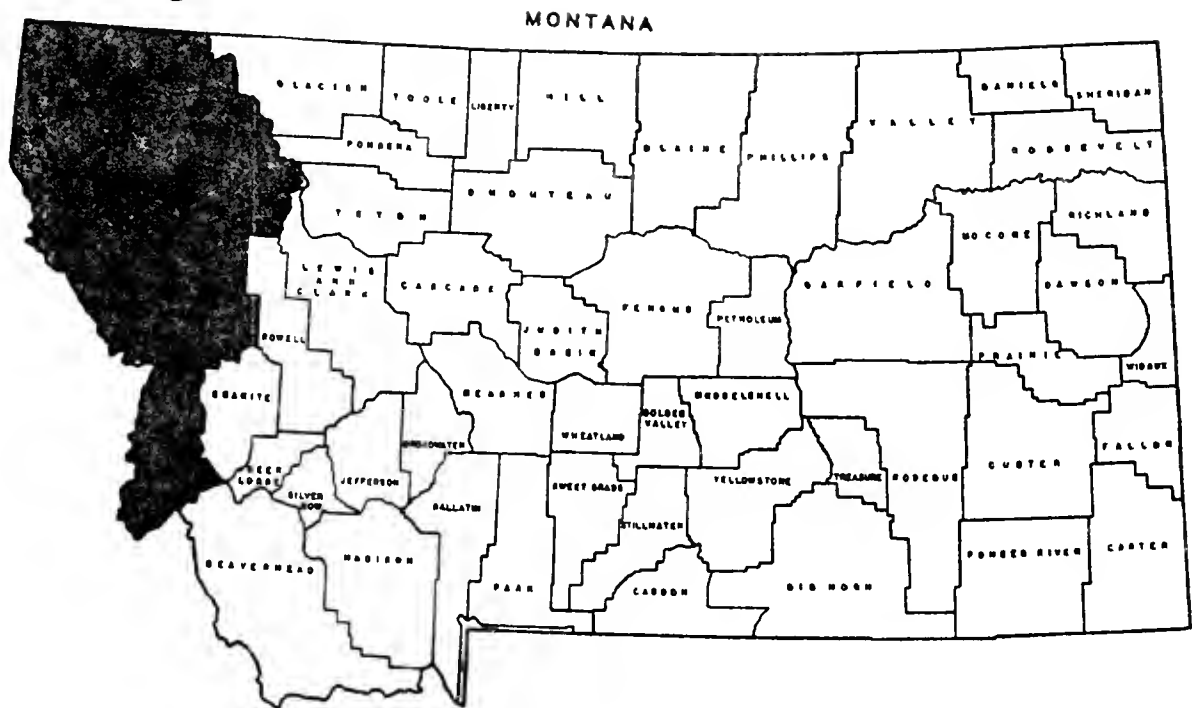 MONTANA
GLACIER
TOOLE
LIBERTY
HILL
BLAINE
PHILLIPS
VALLEY
DANIELS
SHERIDAN
ROOSEVELT
PONDERA
TETON
CHOUTEAU
RICHLAND
MCCONE
LEWIS
AND
CLARK
CASCADE
JUDITH
BASIN
FERGUS
PETROLEUM
GARFIELD
DAWSON
PRAIRIE
WIBAUX
POWELL
GRANITE
MEAGHER
WHEATLAND
GOLDEN
VALLEY
MUSSELSHELL
BROADWATER
DEER
LODGE
SILVER
BOW
JEFFERSON
GALLATIN
SWEET GRASS
STILLWATER
YELLOWSTONE
TREASURE
ROSEBUD
CUSTER
FALLON
BEAVERHEAD
MADISON
PARK
CARBON
BIG HORN
POWDER RIVER
CARTER